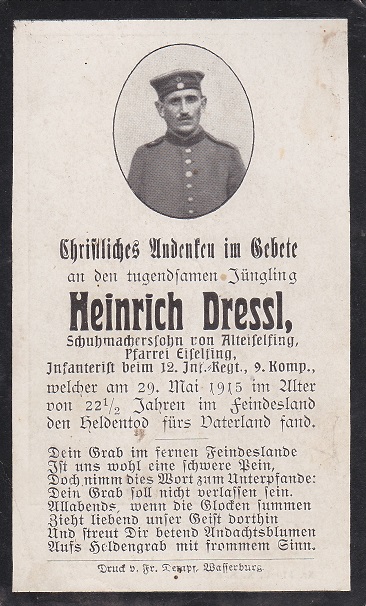 Christliches Andenken im Gebete
an den tugendsamen Jüngling
Heinrich Dressl,
Schuhmacherssohn von Alteiselfing,
Pfarrei Eiselfing,
Infanterist beim 12. Inf.-Regt., 9. Komp.,
welcher am 29. Mai 1915 im Alter
von 22 1/2 Jahren im Feindesland
den Heldentod fürs Vaterland fand.
Dein Grab im fernen Feindeslande
Ist uns wohl eine schwere Pein,
Doch nimm dies Wort zum Unterpfande:
Dein Grab soll nicht verlassen sein.
Allabends, wenn die Glocken summen
Zieht liebend unser Geist dorthin
Und streut Dir betend Andachtsblumen
Aufs Heldengrab mit frommem Sinn.
Druck v. Fr. Dempf, Wasserburg.